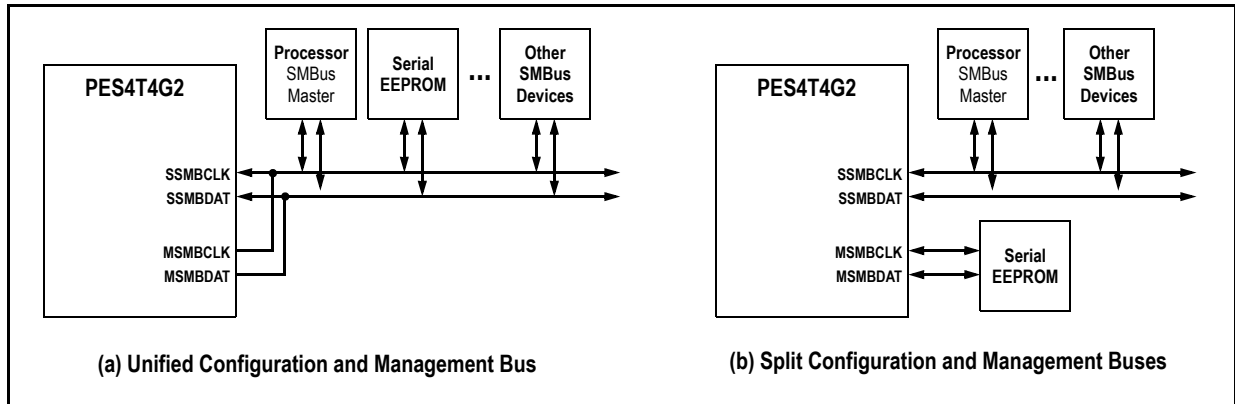 PES4T4G2
Processor
SMBus
Master
Serial
EEPROM
...
Other
SMBus
Devices
SSMBCLK
SSMBDAT
MSMBCLK
MSMBDAT
(a) Unified Configuration and Management Bus
PES4T4G2
Processor
SMBus
Master
...
Other
SMBus
Devices
SSMBCLK
SSMBDAT
MSMBCLK
MSMBDAT
Serial
EEPROM
(b) Split Configuration and Management Buses